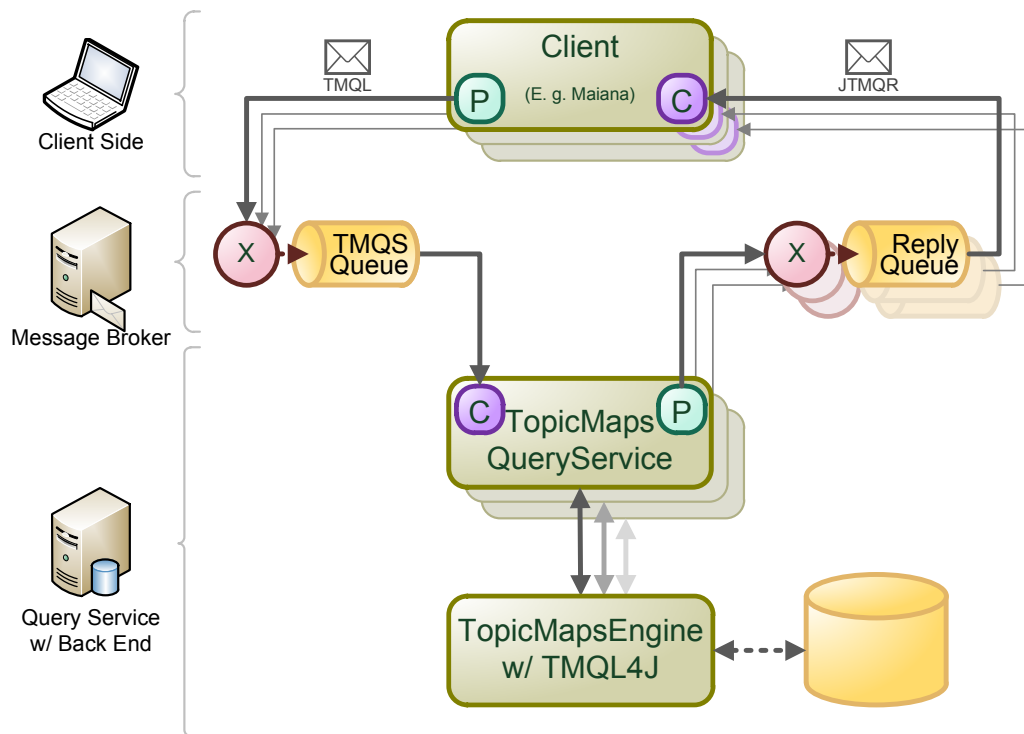 Client
(E. g. Maiana)
P
C
TMQL
JTMQR
Client Side
X
TMQS
Queue
X
Reply
Queue
Message Broker
C
P
TopicMaps
QueryService
Query Service
w/ Back End
TopicMapsEngine
w/ TMQL4J